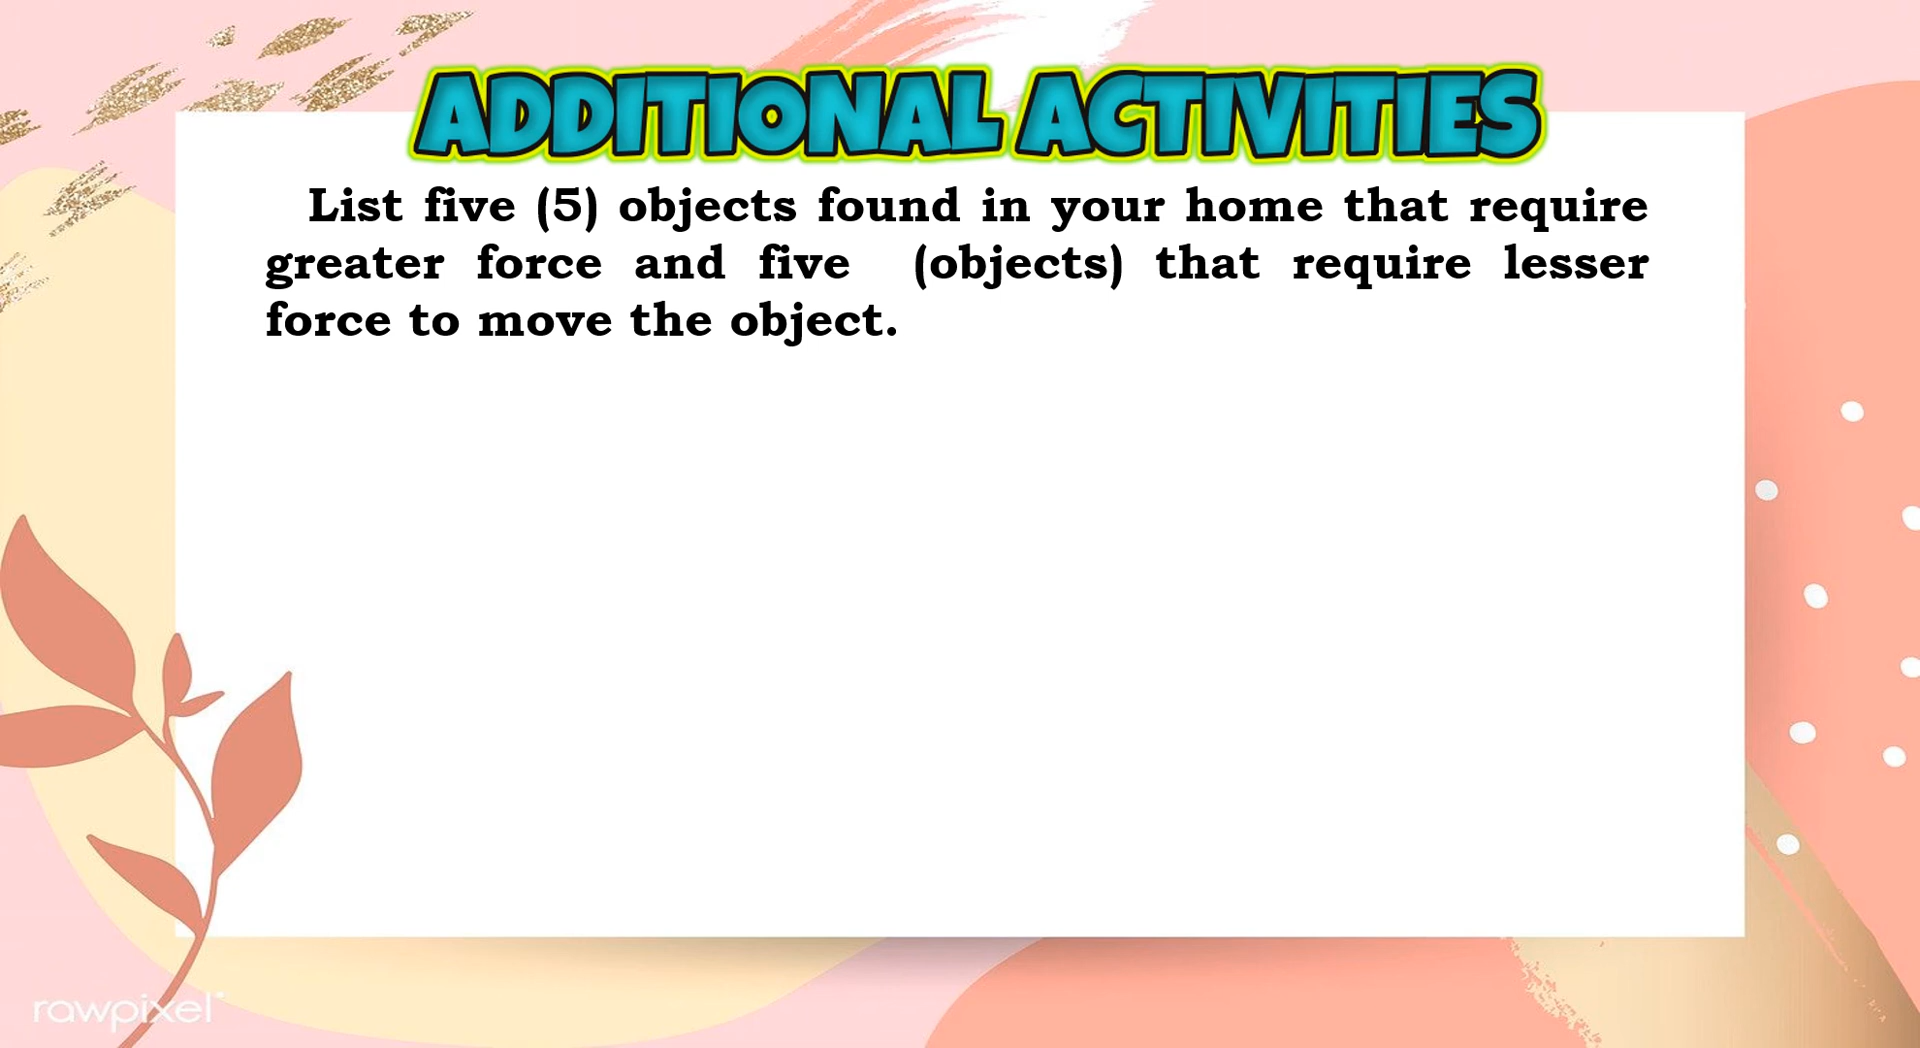 ADDITIONAL ACTIVITIES
List five (5) objects found in your home that require
greater force and five (objects) that require lesser
force to move the object.
rawpixel